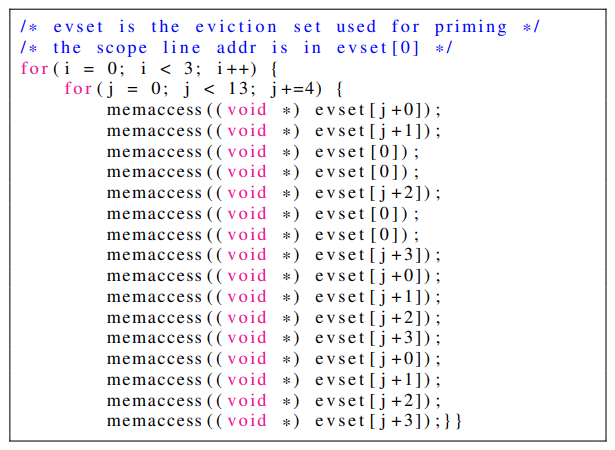 /* evset is the eviction set used for priming */
/* the scope line addr is in evset[0] */
for(i = 0; i < 3; i++) {
    for(j = 0; j < 13; j+=4) {
        memaccess((void *) evset[j+0]);
        memaccess((void *) evset[j+1]);
        memaccess((void *) evset[0]);
        memaccess((void *) evset[0]);
        memaccess((void *) evset[j+2]);
        memaccess((void *) evset[0]);
        memaccess((void *) evset[0]);
        memaccess((void *) evset[j+3]);
        memaccess((void *) evset[j+0]);
        memaccess((void *) evset[j+1]);
        memaccess((void *) evset[j+2]);
        memaccess((void *) evset[j+3]);
        memaccess((void *) evset[j+0]);
        memaccess((void *) evset[j+1]);
        memaccess((void *) evset[j+2]);
        memaccess((void *) evset[j+3]);}}